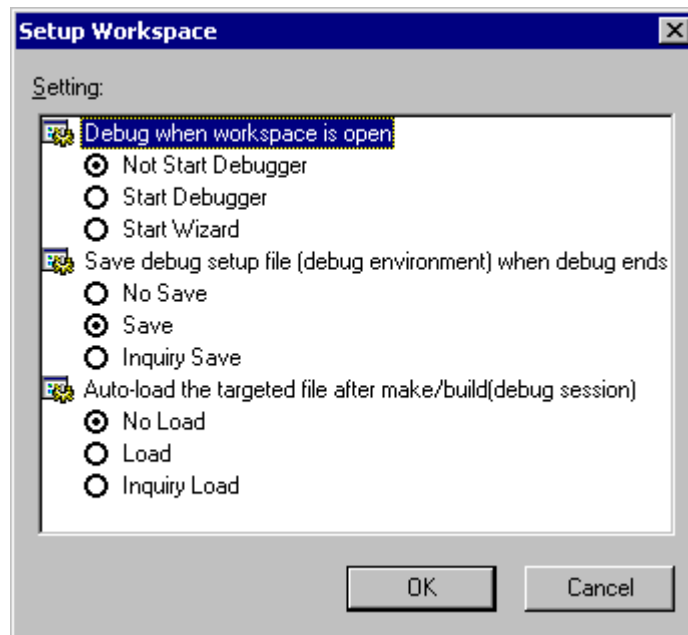 Setup Workspace
Setting:
Debug when workspace is open
Not Start Debugger
Start Debugger
Start Wizard
Save debug setup file (debug environment) when debug ends
No Save
Save
Inquiry Save
Auto-load the targeted file after make/build(debug session)
No Load
Load
Inquiry Load
OK Cancel